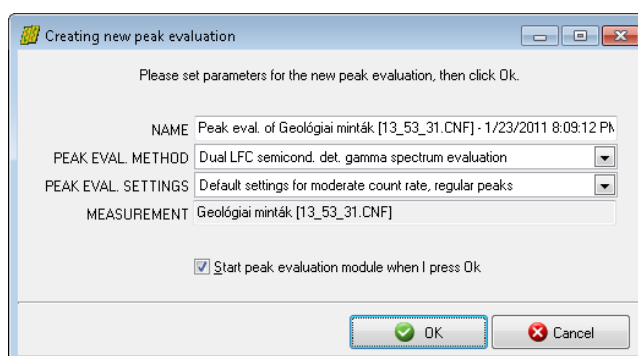 Creating new peak evaluation
Please set parameters for the new peak evaluation, then click Ok.
NAME Peak eval. of Geológiai minták [13_53_31.CNF] - 1/23/2011 8:09:12 PM
PEAK EVAL. METHOD Dual LFC semicond. det. gamma spectrum evaluation
PEAK EVAL. SETTINGS Default settings for moderate count rate, regular peaks
MEASUREMENT Geológiai minták [13_53_31.CNF]
Start peak evaluation module when I press Ok
OK Cancel